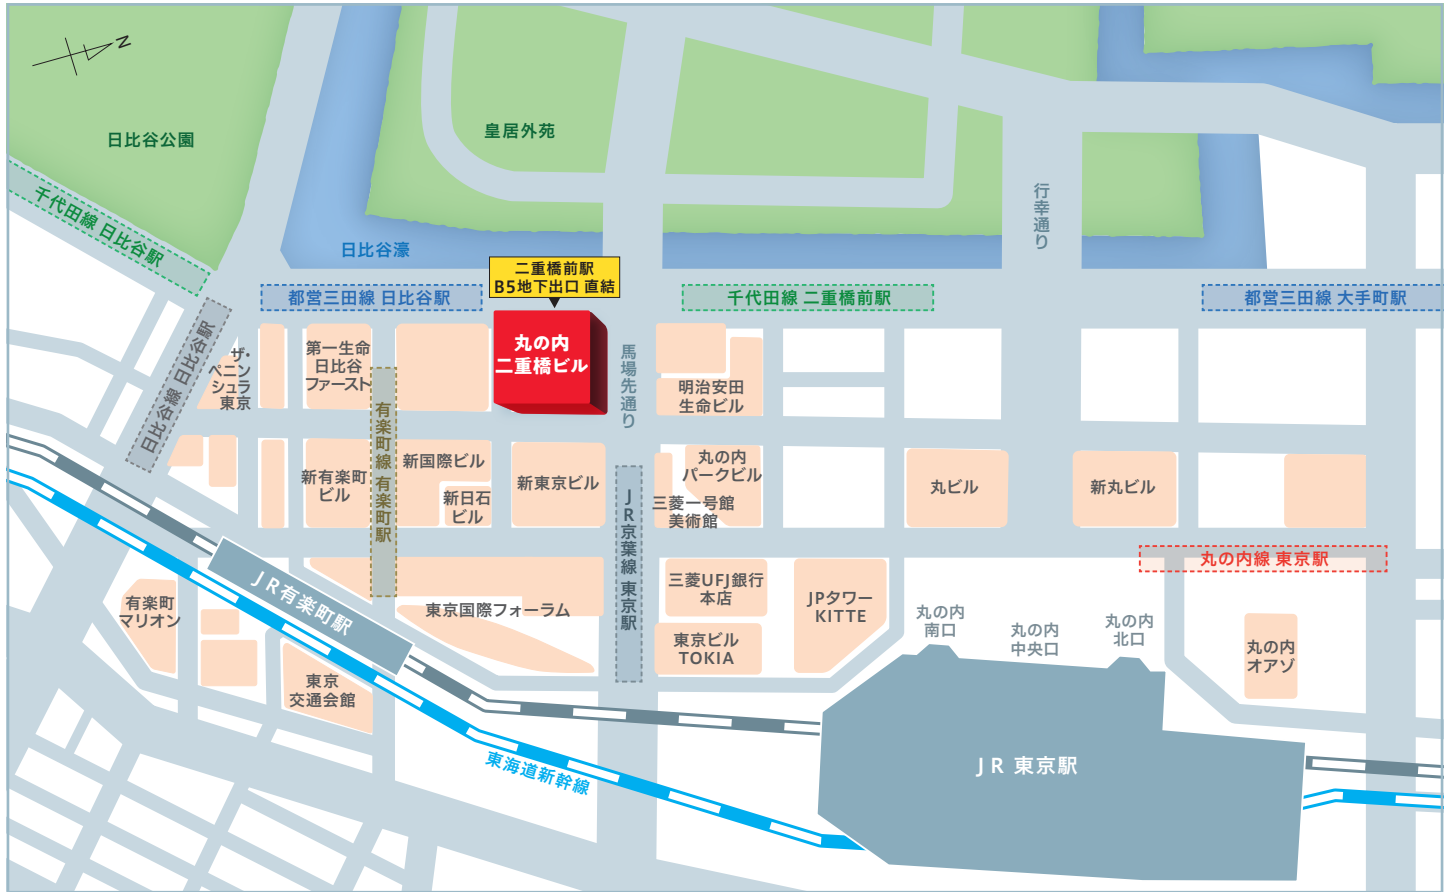 N
日比谷公園
皇居外苑
千代田線 日比谷駅
日比谷濠
行幸通り
二重橋前駅
B5地下出口 直結
都営三田線 日比谷駅
千代田線 二重橋前駅
都営三田線 大手町駅
日比谷線 日比谷駅
ザ・
ペニン
シュラ
東京
第一生命
日比谷
ファースト
丸の内
二重橋ビル
馬場先通り
明治安田
生命ビル
有楽町線 有楽町駅
新有楽町
ビル
新国際ビル
新日石
ビル
新東京ビル
JR京葉線 東京駅
丸の内
パークビル
三菱一号館
美術館
丸ビル
新丸ビル
丸の内線 東京駅
有楽町
マリオン
JR有楽町駅
東京国際フォーラム
三菱UFJ銀行
本店
東京ビル
TOKIA
JPタワー
KITTE
丸の内
南口
丸の内
中央口
丸の内
北口
丸の内
オアゾ
東京
交通会館
東海道新幹線
JR 東京駅